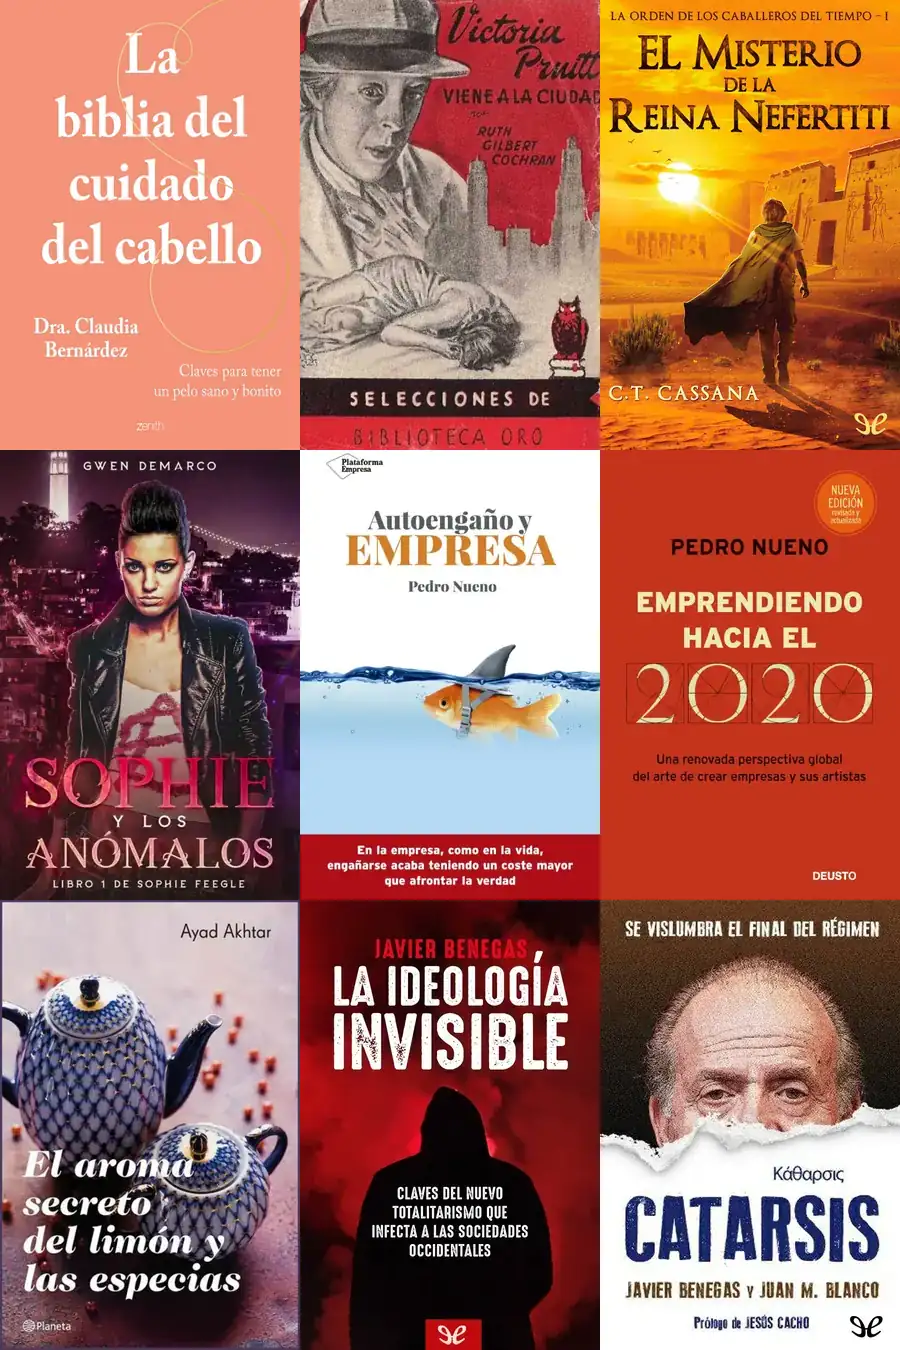 La
biblia del
cuidado
del cabello
Dra. Claudia
Bernárdez
Claves para tener
un pelo sano y bonito
zenith
Victoria
Pruitt
VIENE A LA CIUDAD
RUTH
GILBERT
COCHRAN
SELECCIONES DE
BIBLIOTECA ORO
LA ORDEN DE LOS CABALLEROS DEL TIEMPO - I
EL MISTERIO
DE LA
REINA NEFERTITI
C.T. CASSANA
GWEN DEMARCO
SOPHIE
Y LOS
ANÓMALOS
LIBRO 1 DE SOPHIE FEEGLE
Plataforma
Empresa
Autoengaño y
EMPRESA
Pedro Nueno
En la empresa, como en la vida,
engañarse acaba teniendo un coste mayor
que afrontar la verdad
NUEVA
EDICIÓN
revisada y
actualizada
PEDRO NUENO
EMPRENDIENDO
HACIA EL
2020
Una renovada perspectiva global
del arte de crear empresas y sus artistas
DEUSTO
Ayad Akhtar
El aroma
secreto
del limón y
las especias
Planeta
JAVIER BENEGAS
LA IDEOLOGÍA
INVISIBLE
CLAVES DEL NUEVO
TOTALITARISMO QUE
INFECTA A LAS SOCIEDADES
OCCIDENTALES
SE VISLUMBRA EL FINAL DEL RÉGIMEN
Κάθαρσις
CATARSIS
JAVIER BENEGAS Y JUAN M. BLANCO
Prólogo de JESÚS CACHO